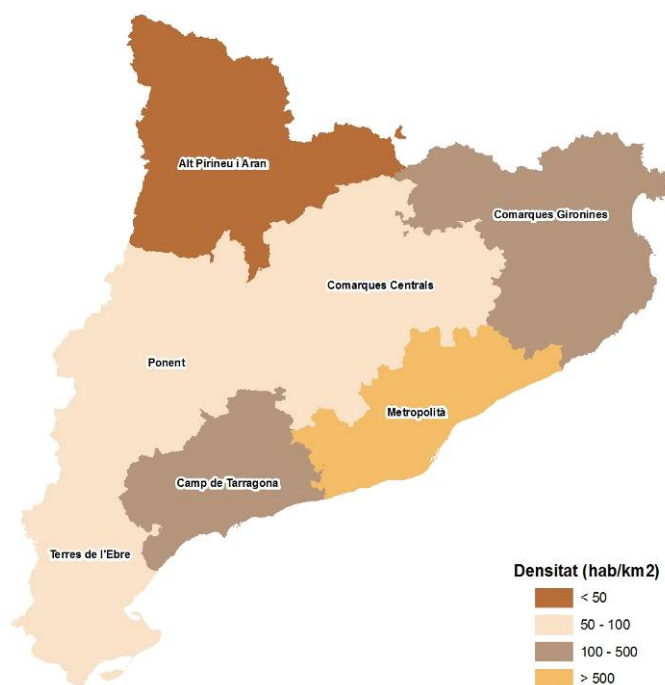 Alt Pirineu i Aran
Comarques Gironines
Comarques Centrals
Ponent
Metropolità
Camp de Tarragona
Terres de l'Ebre
Densitat (hab/km2)
< 50
50 - 100
100 - 500
> 500